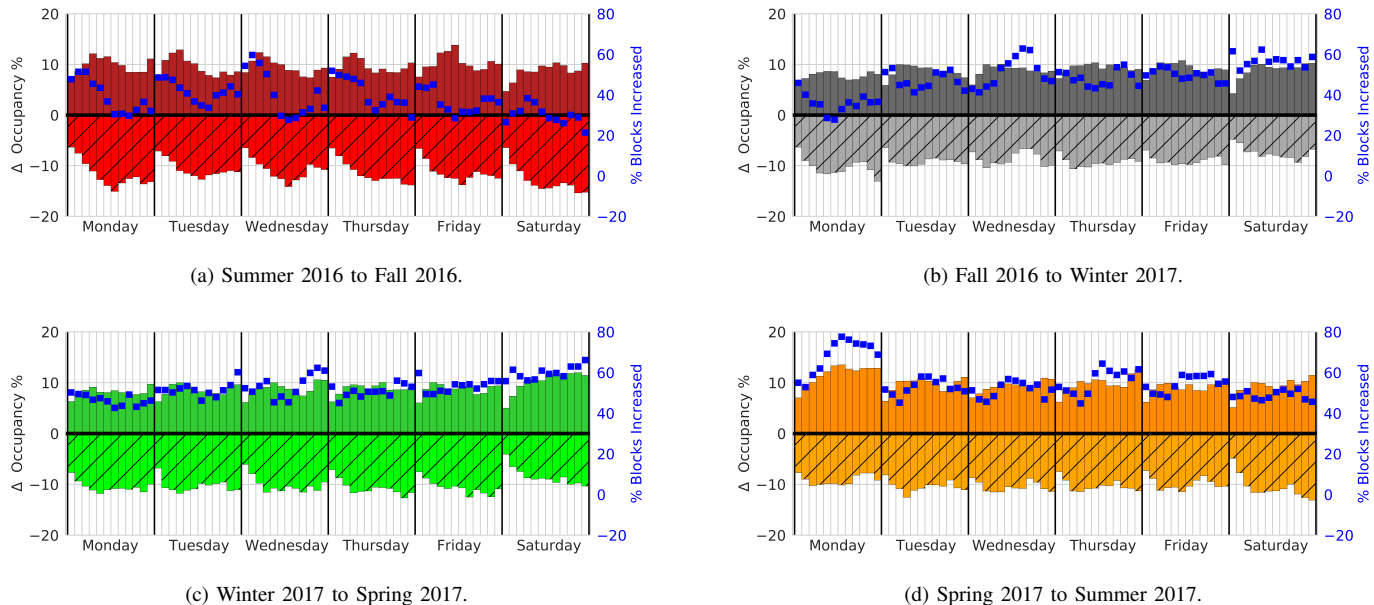 20
10
0
−10
−20
Δ Occupancy %
80
60
40
20
0
−20
% Blocks Increased
Monday Tuesday Wednesday Thursday Friday Saturday
(a) Summer 2016 to Fall 2016.
20
10
0
−10
−20
Δ Occupancy %
80
60
40
20
0
−20
% Blocks Increased
Monday Tuesday Wednesday Thursday Friday Saturday
(b) Fall 2016 to Winter 2017.
20
10
0
−10
−20
Δ Occupancy %
80
60
40
20
0
−20
% Blocks Increased
Monday Tuesday Wednesday Thursday Friday Saturday
(c) Winter 2017 to Spring 2017.
20
10
0
−10
−20
Δ Occupancy %
80
60
40
20
0
−20
% Blocks Increased
Monday Tuesday Wednesday Thursday Friday Saturday
(d) Spring 2017 to Summer 2017.